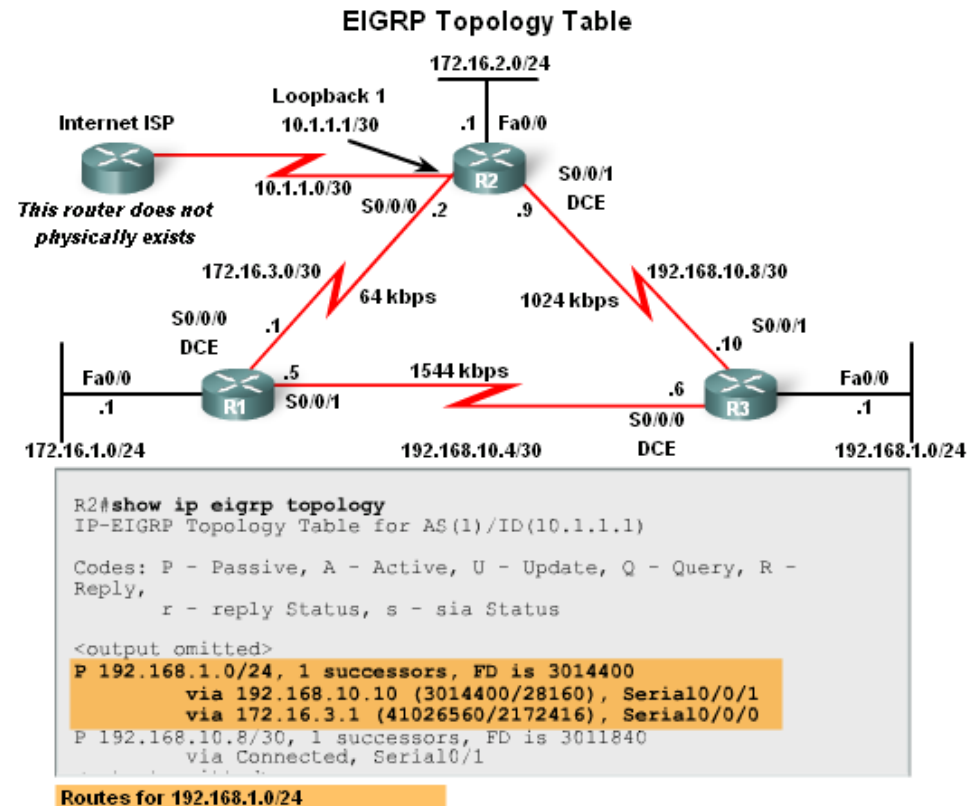 EIGRP Topology Table
172.16.2.0/24
Loopback 1
10.1.1.1/30
Internet ISP
.1 Fa0/0
R2
S0/0/1
DCE
10.1.1.0/30
This router does not
physically exists
S0/0/0 .2
.9
172.16.3.0/30
192.168.10.8/30
64 kbps
1024 kbps
S0/0/0
DCE
.1
S0/0/1
.10
Fa0/0
.1
R1
.5
S0/0/1
1544 kbps
.6
S0/0/0
DCE
R3
Fa0/0
.1
172.16.1.0/24
192.168.10.4/30
192.168.1.0/24
R2#show ip eigrp topology
IP-EIGRP Topology Table for AS(1)/ID(10.1.1.1)
Codes: P - Passive, A - Active, U - Update, Q - Query, R -
Reply,
r - reply Status, s - sia Status
<output omitted>
P 192.168.1.0/24, 1 successors, FD is 3014400
via 192.168.10.10 (3014400/28160), Serial0/0/1
via 172.16.3.1 (41026560/2172416), Serial0/0/0
P 192.168.10.8/30, 1 successors, FD is 3011840
via Connected, Serial0/1
Routes for 192.168.1.0/24